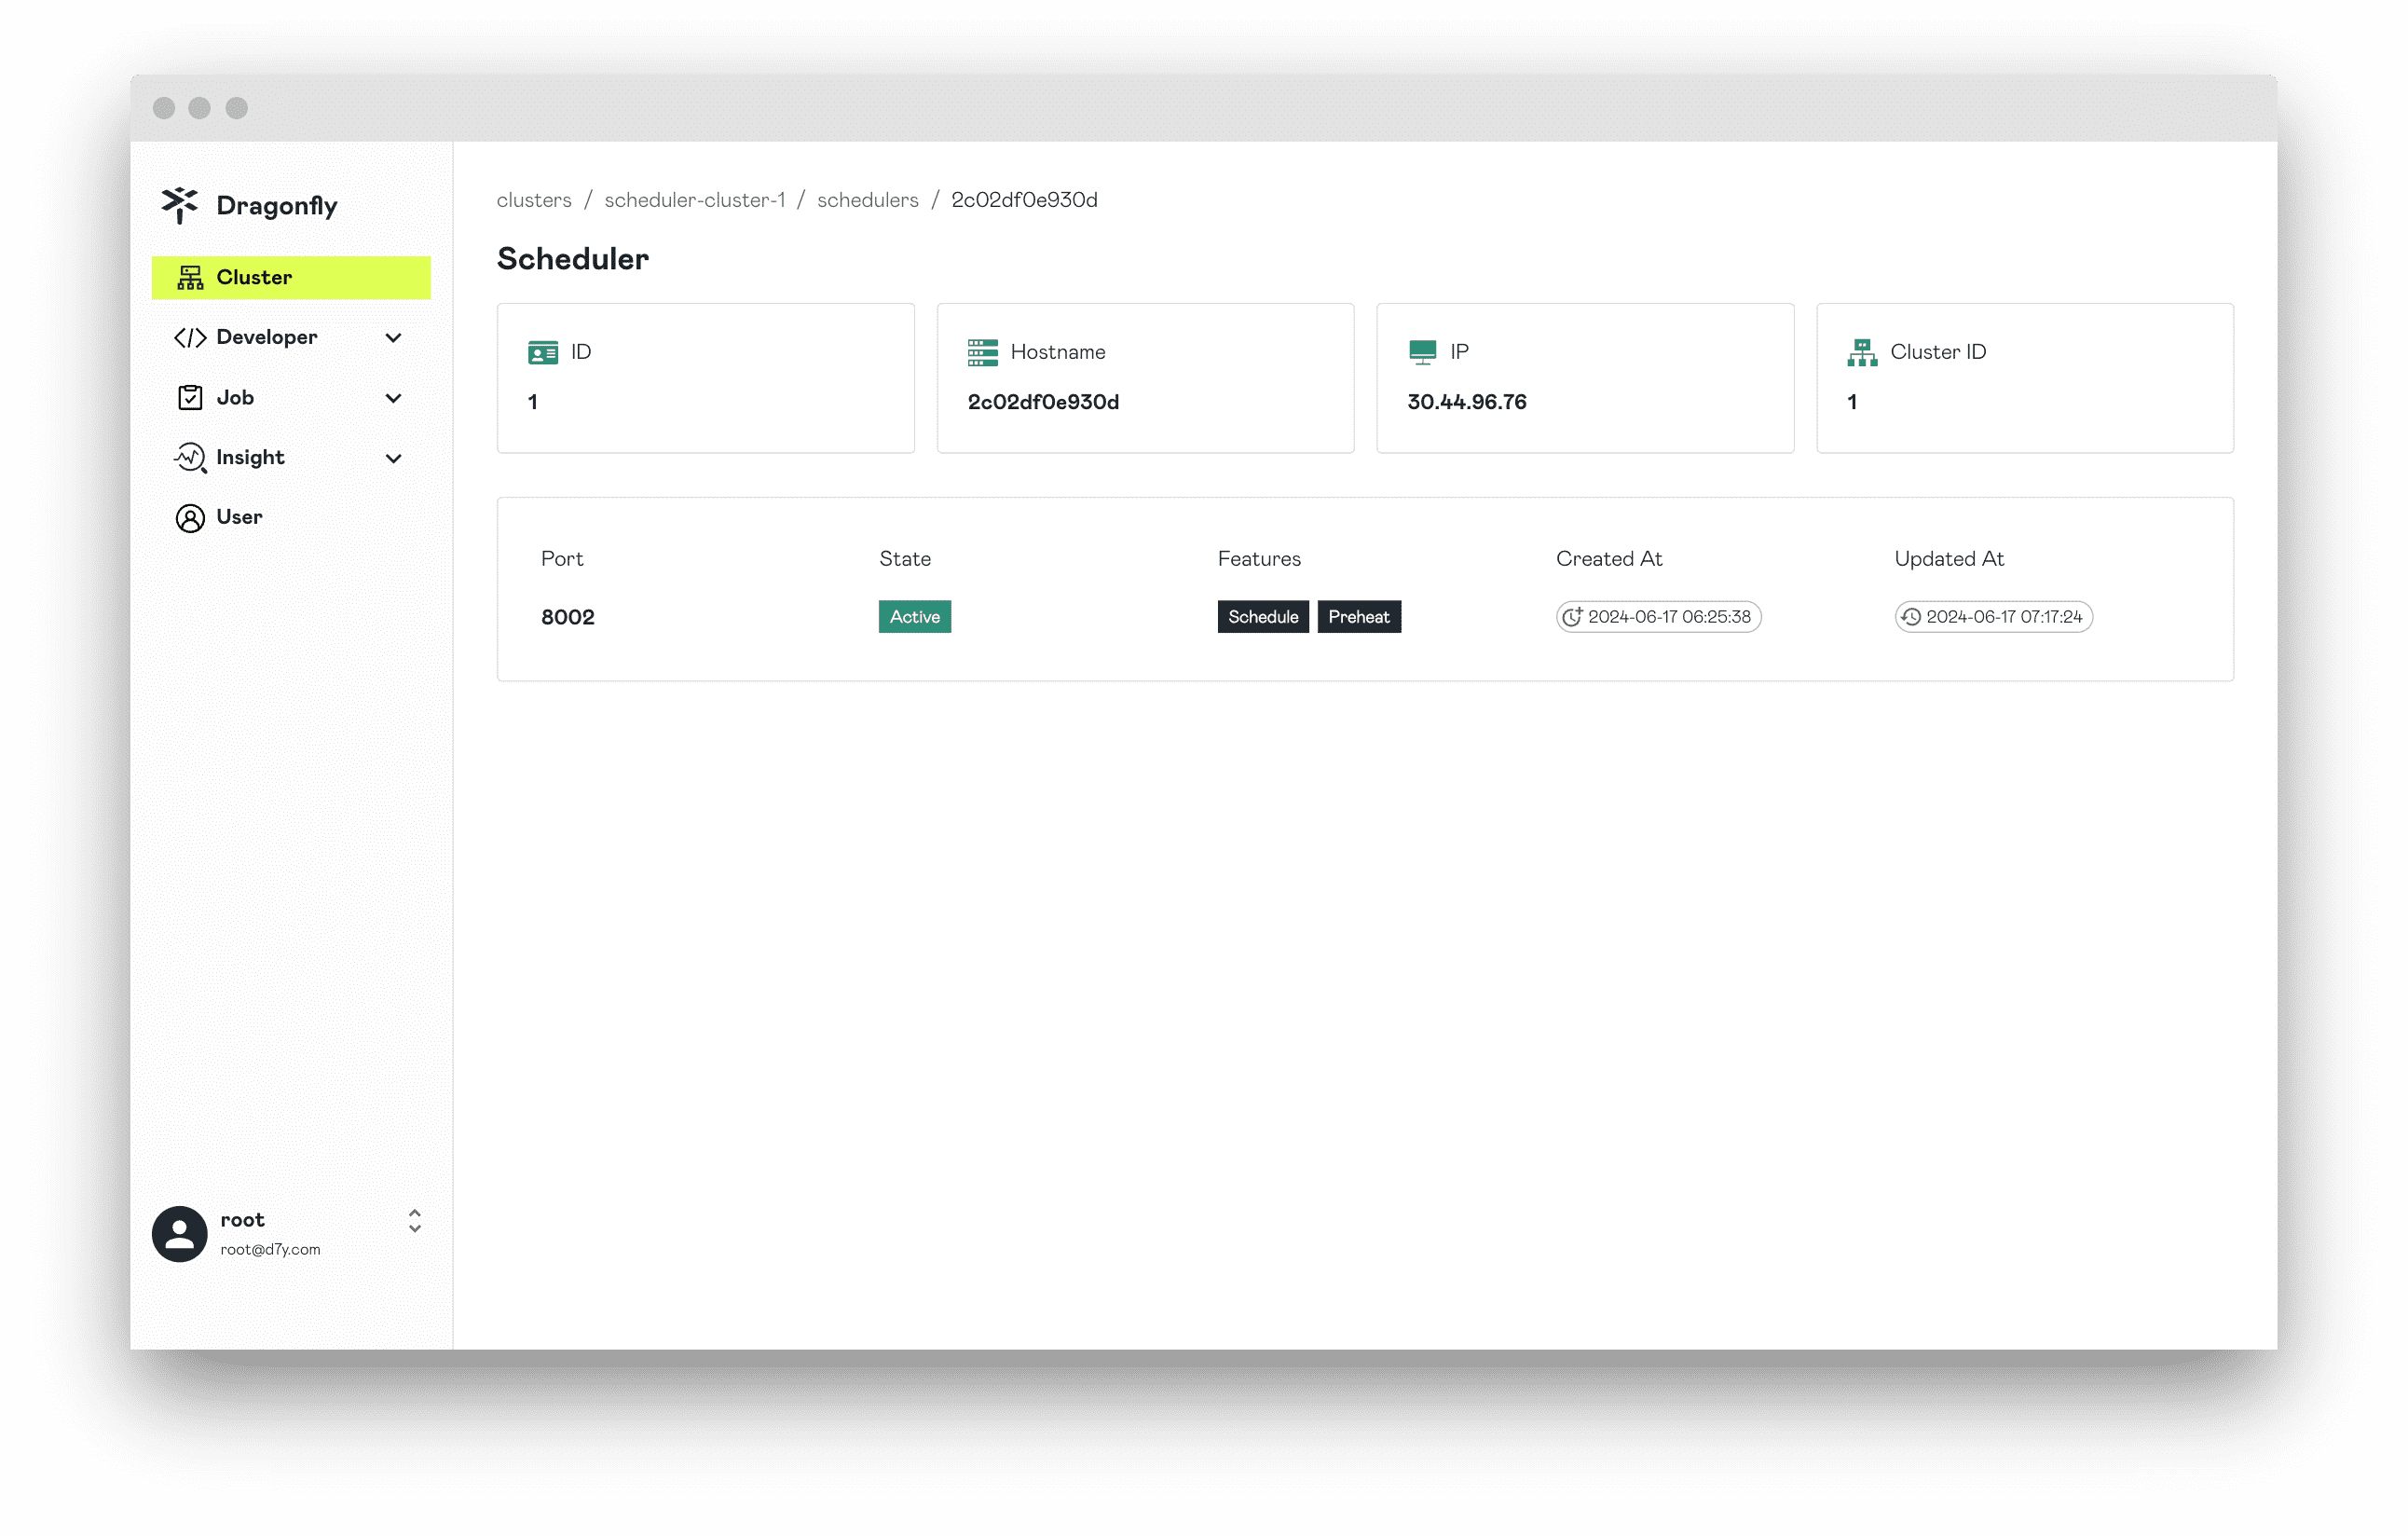 Dragonfly
Cluster
Developer
Job
Insight
User
root
root@d7y.com
clusters / scheduler-cluster-1 / schedulers / 2c02df0e930d
Scheduler
ID
1
Hostname
2c02df0e930d
IP
30.44.96.76
Cluster ID
1
Port State Features Created At Updated At
8002 Active Schedule Preheat 2024-06-17 06:25:38 2024-06-17 07:17:24